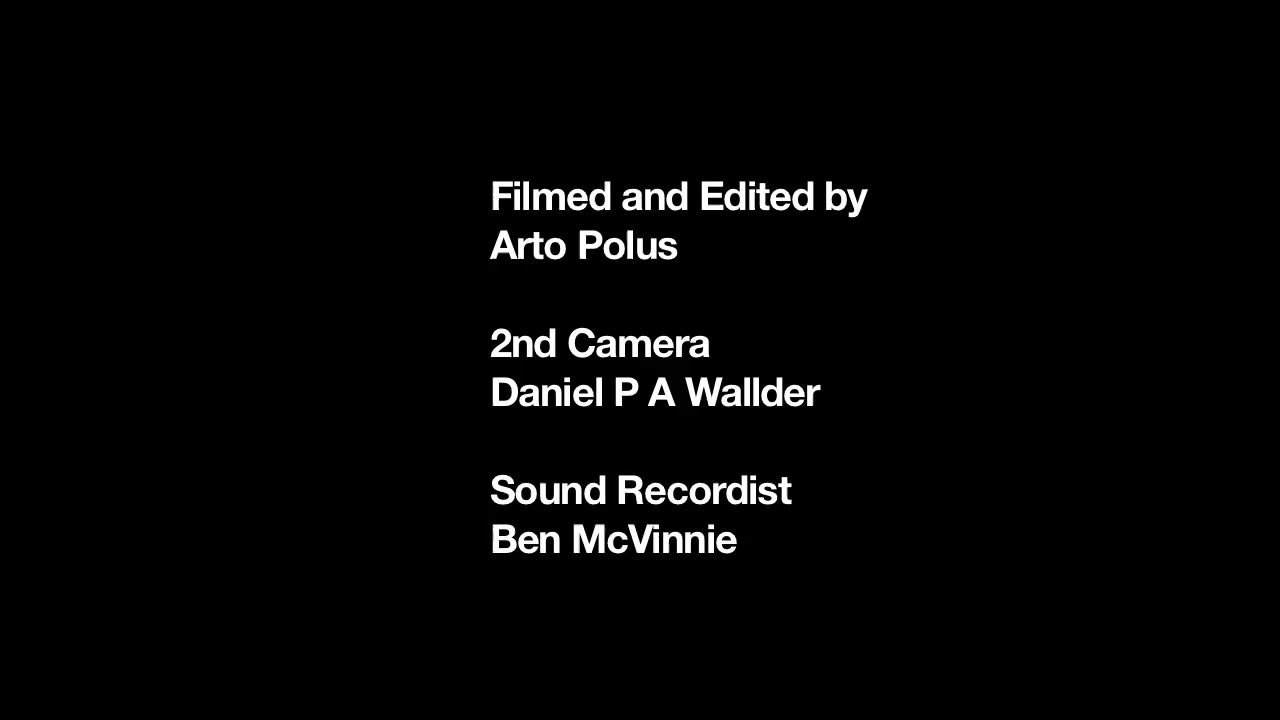 Filmed and Edited by
Arto Polus
2nd Camera
Daniel P A Wallder
Sound Recordist
Ben McVinnie